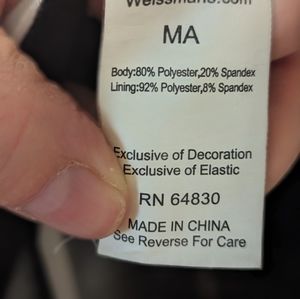 Weissmans.com
MA
Body:80% Polyester,20% Spandex
Lining:92% Polyester,8% Spandex
Exclusive of Decoration
Exclusive of Elastic
RN 64830
MADE IN CHINA
See Reverse For Care